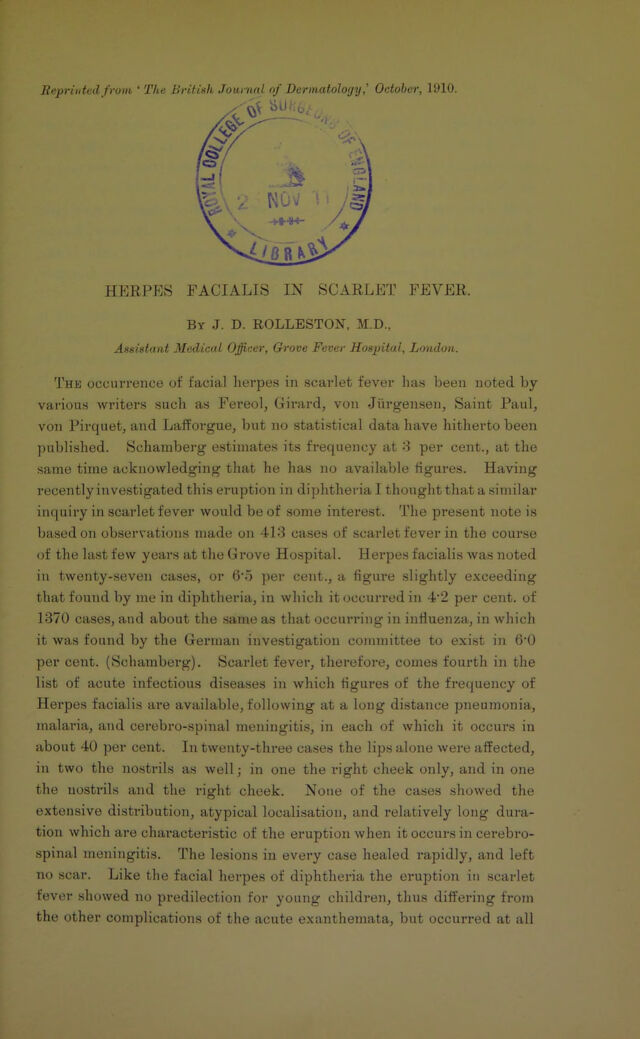 Reprinted from ‘The British Journal of Dermatology,’ October, 1910.
ROYAL COLLEGE OF SURGEONS OF ENGLAND
2 NOV 11
* LIBRARY *
HERPES FACIALIS IN SCARLET FEVER.
By J. D. ROLLESTON, M.D.,
Assistant Medical Officer, Grove Fever Hospital, London.
The occurrence of facial herpes in scarlet fever has been noted by
various writers such as Fereol, Girard, von Jürgensen, Saint Paul,
von Pirquet, and Lafforgue, but no statistical data have hitherto been
published. Schamberg estimates its frequency at 3 per cent., at the
same time acknowledging that he has no available figures. Having
recently investigated this eruption in diphtheria I thought that a similar
inquiry in scarlet fever would be of some interest. The present note is
based on observations made on 413 cases of scarlet fever in the course
of the last few years at the Grove Hospital. Herpes facialis was noted
in twenty-seven cases, or 6·5 per cent., a figure slightly exceeding
that found by me in diphtheria, in which it occurred in 4·2 per cent. of
1370 cases, and about the same as that occurring in influenza, in which
it was found by the German investigation committee to exist in 6·0
per cent. (Schamberg). Scarlet fever, therefore, comes fourth in the
list of acute infectious diseases in which figures of the frequency of
Herpes facialis are available, following at a long distance pneumonia,
malaria, and cerebro-spinal meningitis, in each of which it occurs in
about 40 per cent. In twenty-three cases the lips alone were affected,
in two the nostrils as well; in one the right cheek only, and in one
the nostrils and the right cheek. None of the cases showed the
extensive distribution, atypical localisation, and relatively long dura-
tion which are characteristic of the eruption when it occurs in cerebro-
spinal meningitis. The lesions in every case healed rapidly, and left
no scar. Like the facial herpes of diphtheria the eruption in scarlet
fever showed no predilection for young children, thus differing from
the other complications of the acute exanthemata, but occurred at all